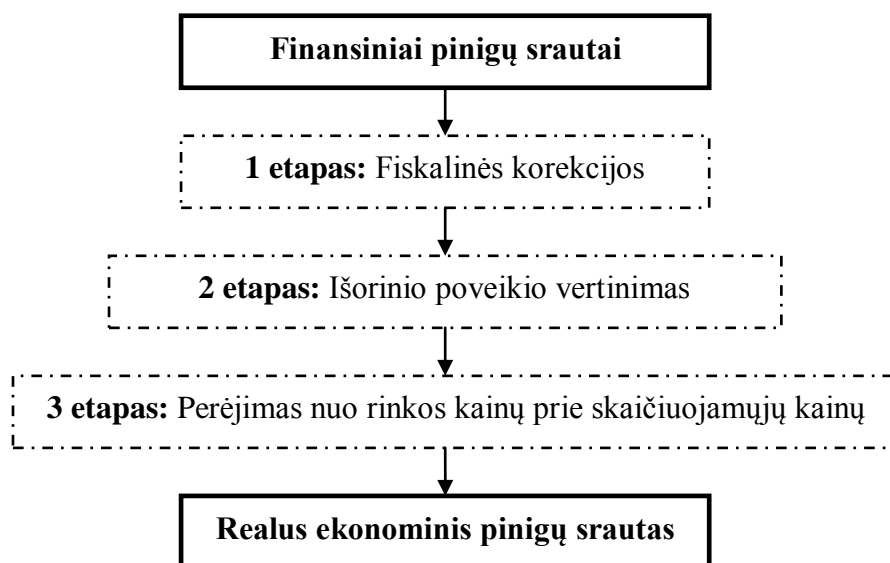 Finansiniai pinigų srautai
1 etapas: Fiskalinės korekcijos
2 etapas: Išorinio poveikio vertinimas
3 etapas: Perėjimas nuo rinkos kainų prie skaičiuojamųjų kainų
Realus ekonominis pinigų srautas